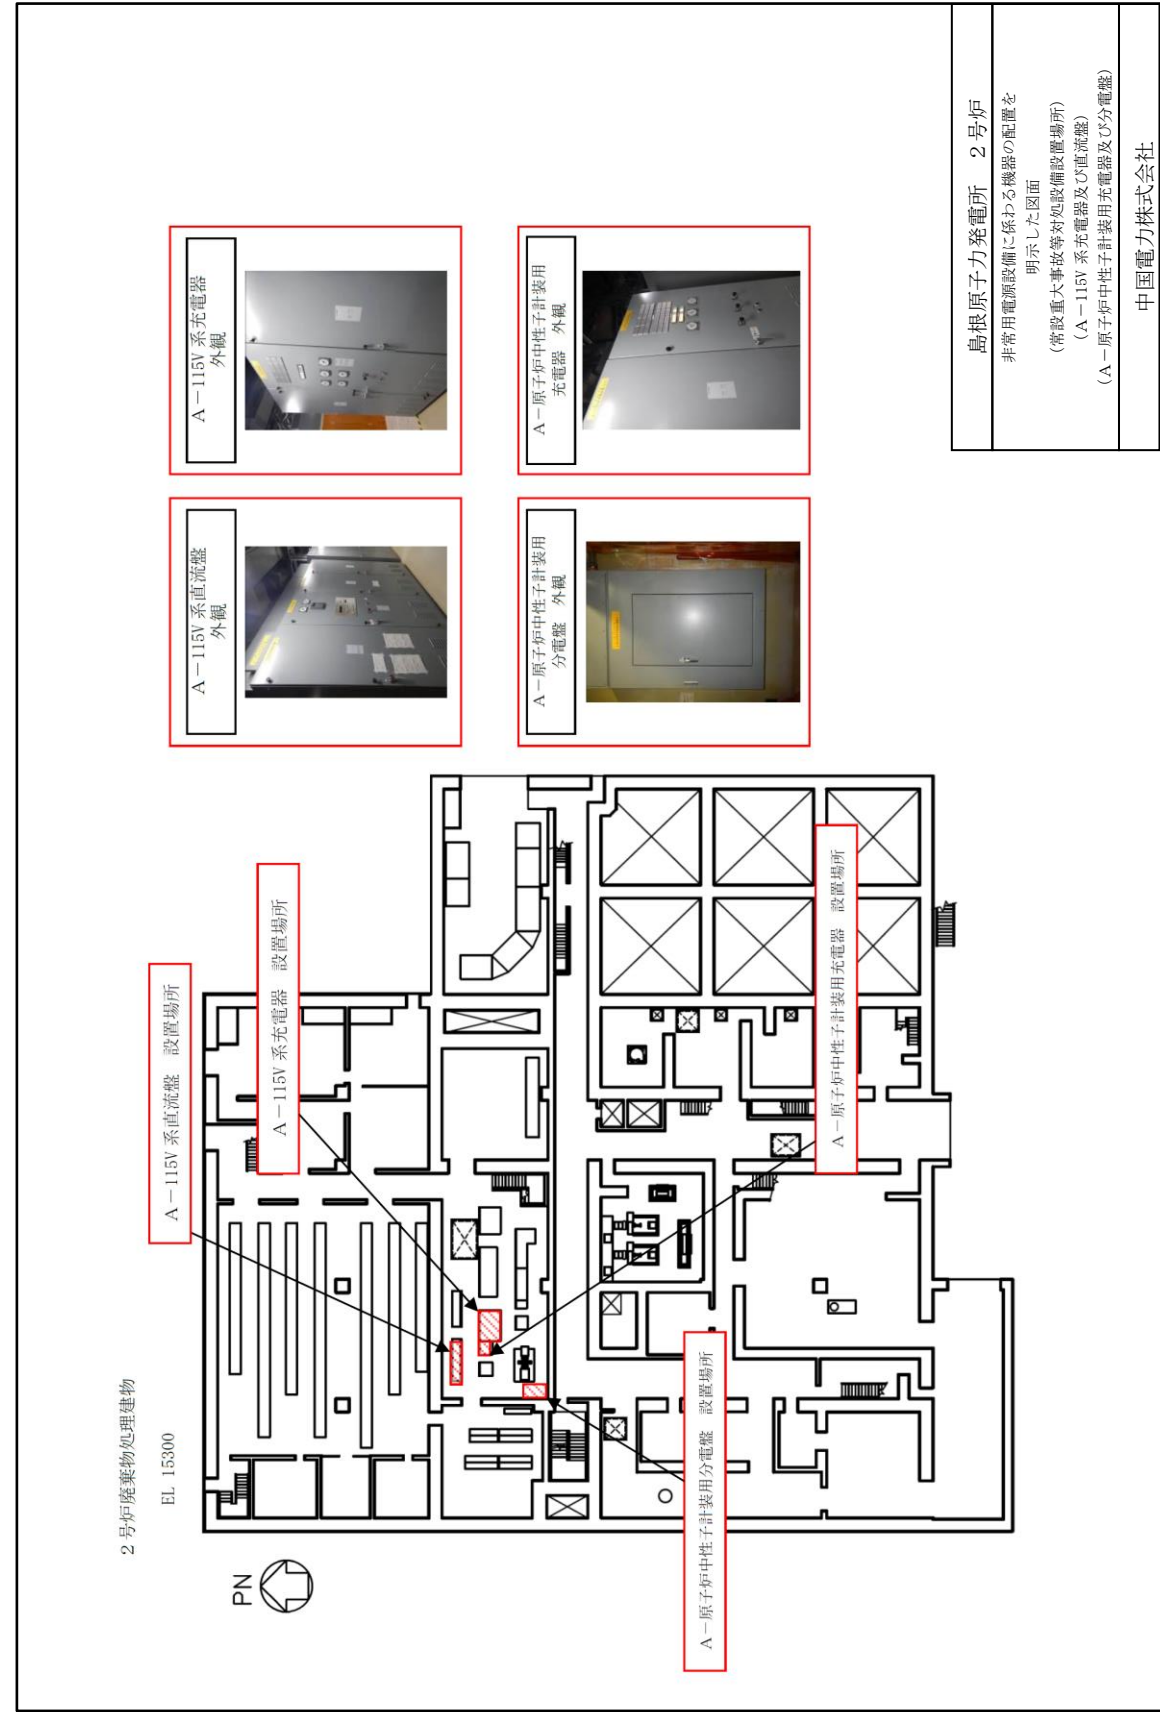 2号炉廃棄物処理建物
EL 15300
PN
A－115V 系直流盤　設置場所
A－115V 系充電器　設置場所
A－原子炉中性子計装用分電盤　設置場所
A－原子炉中性子計装用充電器　設置場所
A－115V 系直流盤
外観
A－115V 系充電器
外観
A－原子炉中性子計装用
分電盤　外観
A－原子炉中性子計装用
充電器　外観
島根原子力発電所　2号炉
非常用電源設備に係わる機器の配置を
明示した図面
(常設重大事故等対処設備設置場所)
(A－115V 系充電器及び直流盤)
(A－原子炉中性子計装用充電器及び分電盤)
中国電力株式会社